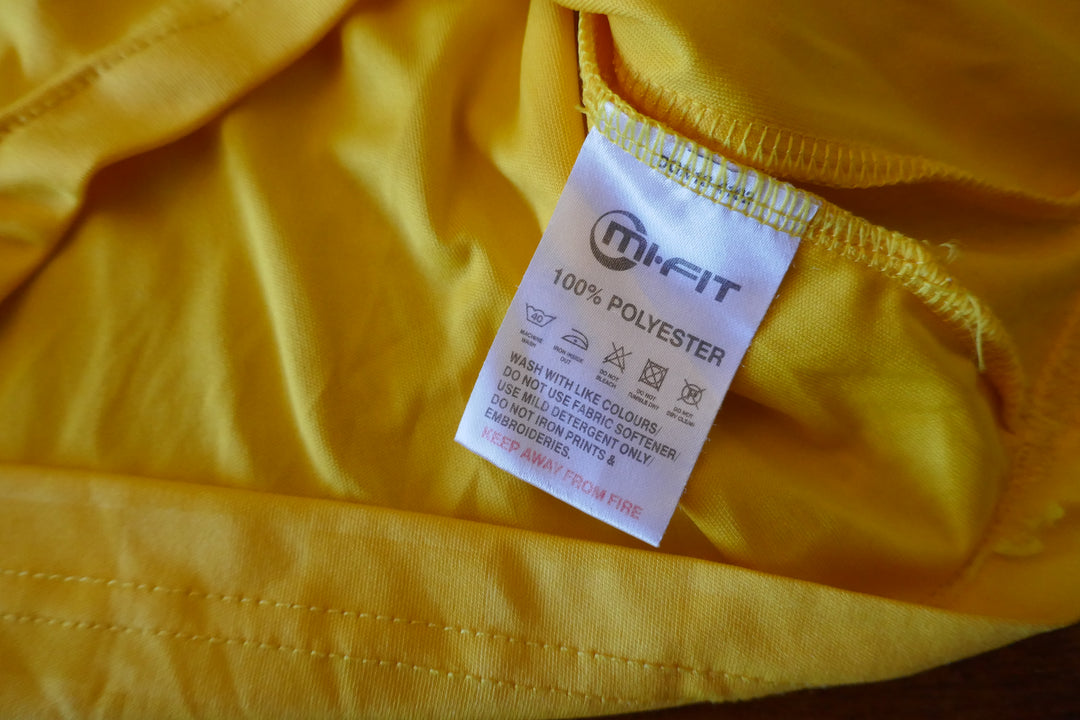 MI-FIT
100% POLYESTER
40
MACHINE WASH
IRON INSIDE OUT
DO NOT BLEACH
DO NOT TUMBLE DRY
P
DO NOT DRY CLEAN
WASH WITH LIKE COLOURS/
DO NOT USE FABRIC SOFTENER/
USE MILD DETERGENT ONLY/
DO NOT IRON PRINTS &
EMBROIDERIES.
KEEP AWAY FROM FIRE